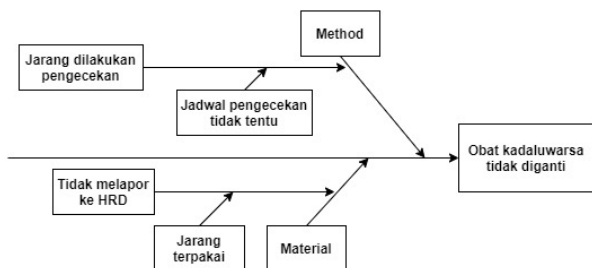 Method
Jarang dilakukan
pengecekan
Jadwal pengecekan
tidak tentu
Obat kadaluwarsa
tidak diganti
Tidak melapor
ke HRD
Jarang
terpakai
Material